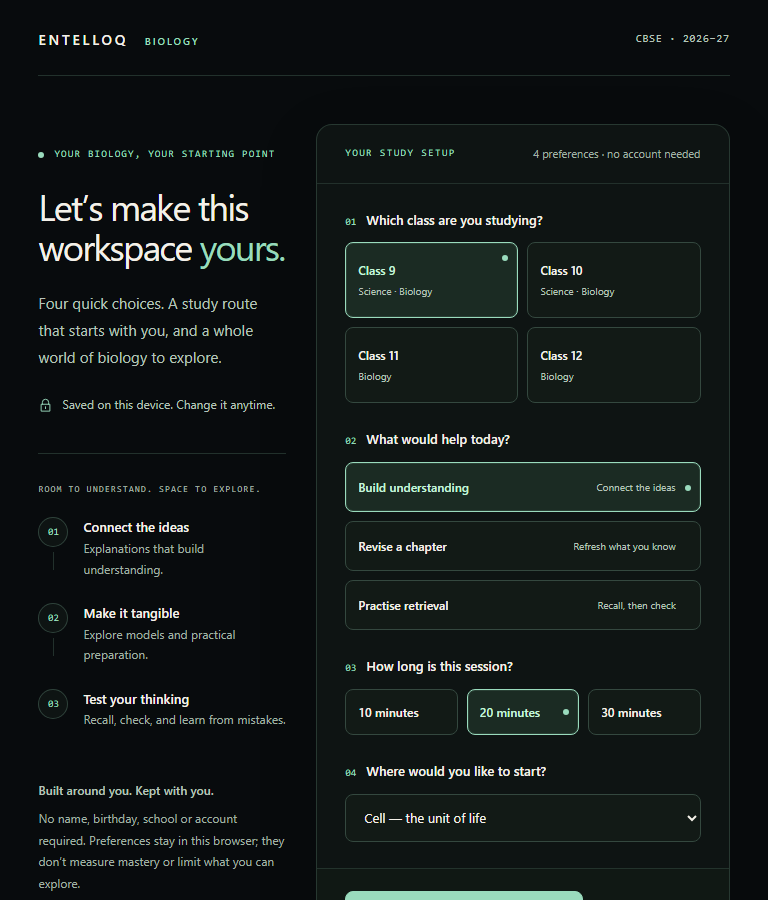 ENTELLOQ BIOLOGY
CBSE · 2026–27
YOUR BIOLOGY, YOUR STARTING POINT
Let’s make this
workspace yours.
Four quick choices. A study route
that starts with you, and a whole
world of biology to explore.
Saved on this device. Change it anytime.
ROOM TO UNDERSTAND. SPACE TO EXPLORE.
01
Connect the ideas
Explanations that build
understanding.
02
Make it tangible
Explore models and practical
preparation.
03
Test your thinking
Recall, check, and learn from mistakes.
Built around you. Kept with you.
No name, birthday, school or account
required. Preferences stay in this browser; they
don’t measure mastery or limit what you can
explore.
YOUR STUDY SETUP
4 preferences · no account needed
01 Which class are you studying?
Class 9
Science · Biology
Class 10
Science · Biology
Class 11
Biology
Class 12
Biology
02 What would help today?
Build understanding
Connect the ideas
Revise a chapter
Refresh what you know
Practise retrieval
Recall, then check
03 How long is this session?
10 minutes
20 minutes
30 minutes
04 Where would you like to start?
Cell — the unit of life